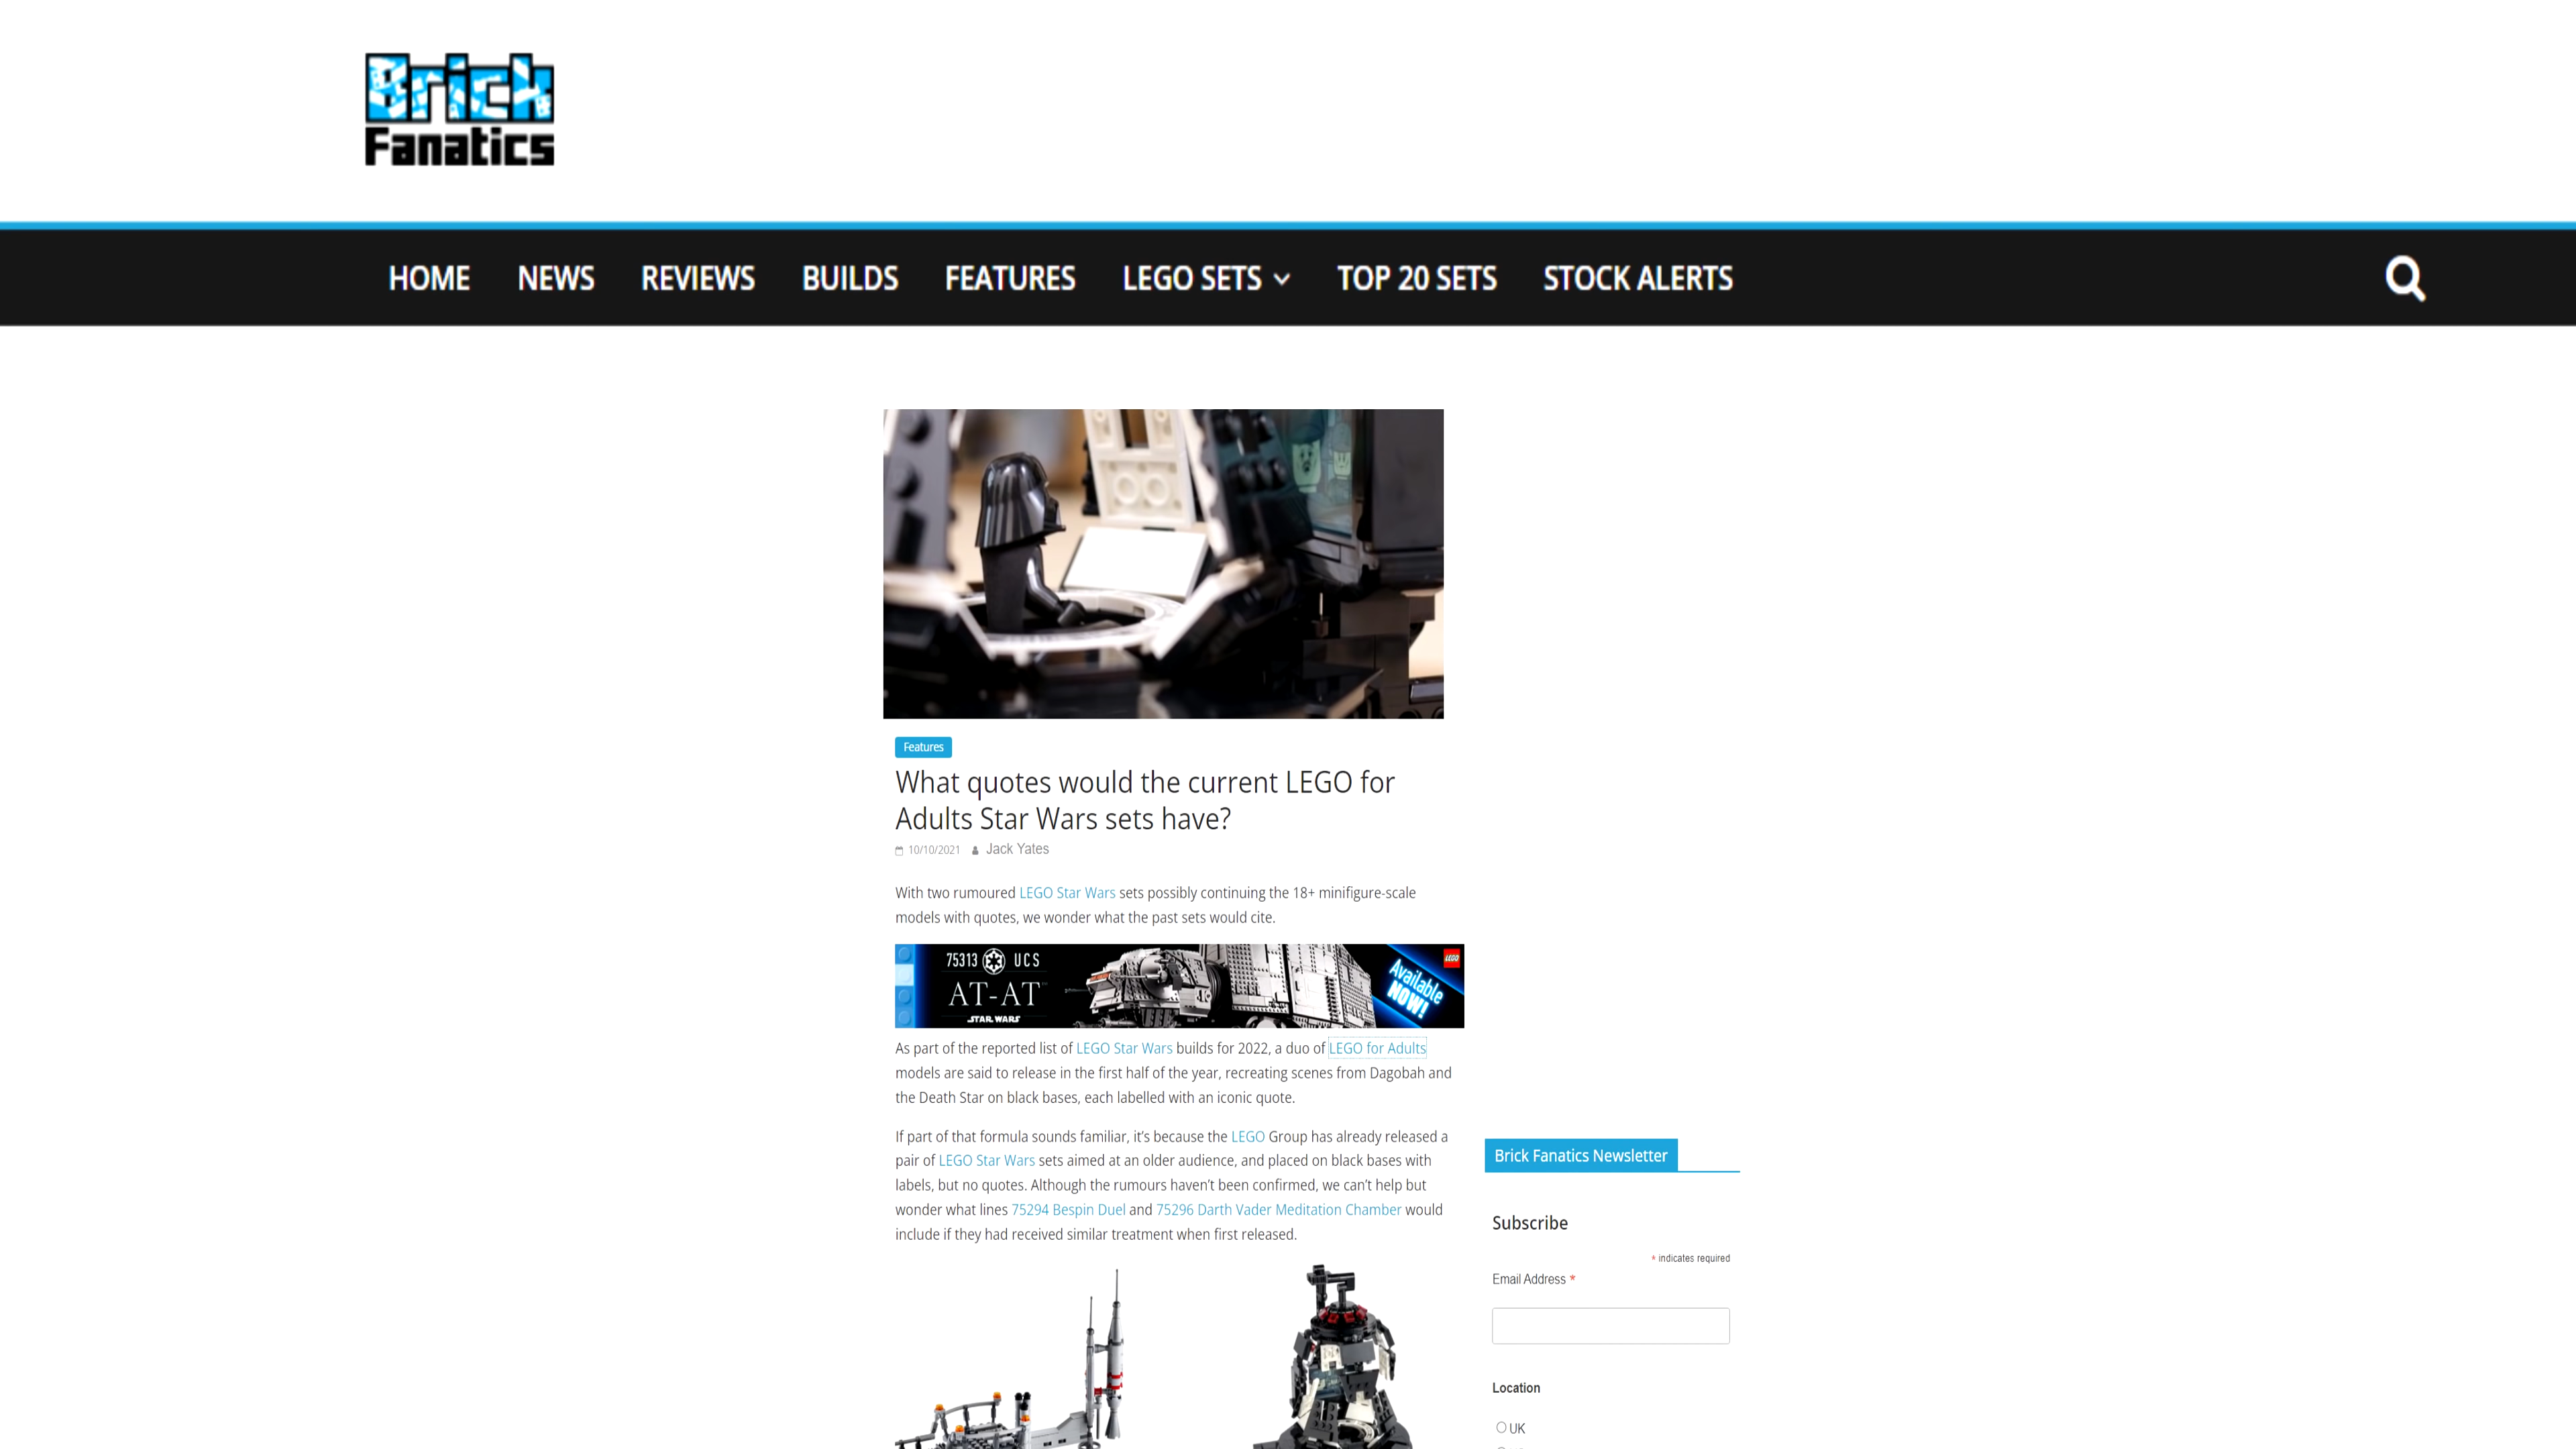 Brick
Fanatics
HOME NEWS REVIEWS BUILDS FEATURES LEGO SETS TOP 20 SETS STOCK ALERTS
Features
What quotes would the current LEGO for
Adults Star Wars sets have?
10/10/2021 Jack Yates
With two rumoured LEGO Star Wars sets possibly continuing the 18+ minifigure-scale
models with quotes, we wonder what the past sets would cite.
75313 UCS
AT-AT
STAR WARS
Available
NOW!
LEGO
As part of the reported list of LEGO Star Wars builds for 2022, a duo of LEGO for Adults
models are said to release in the first half of the year, recreating scenes from Dagobah and
the Death Star on black bases, each labelled with an iconic quote.
If part of that formula sounds familiar, it’s because the LEGO Group has already released a
pair of LEGO Star Wars sets aimed at an older audience, and placed on black bases with
labels, but no quotes. Although the rumours haven’t been confirmed, we can’t help but
wonder what lines 75294 Bespin Duel and 75296 Darth Vader Meditation Chamber would
include if they had received similar treatment when first released.
Brick Fanatics Newsletter
Subscribe
* indicates required
Email Address *
Location
UK